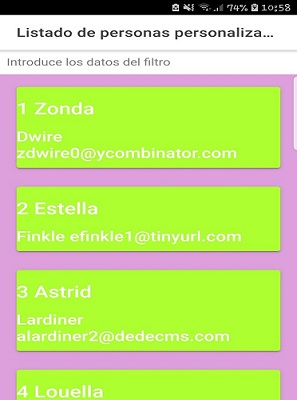 74% 10:58
Listado de personas personaliza...
Introduce los datos del filtro
1 Zonda
Dwire
zdwire0@ycombinator.com
2 Estella
Finkle efinkle1@tinyurl.com
3 Astrid
Lardiner
alardiner2@dedecms.com
4 Louella